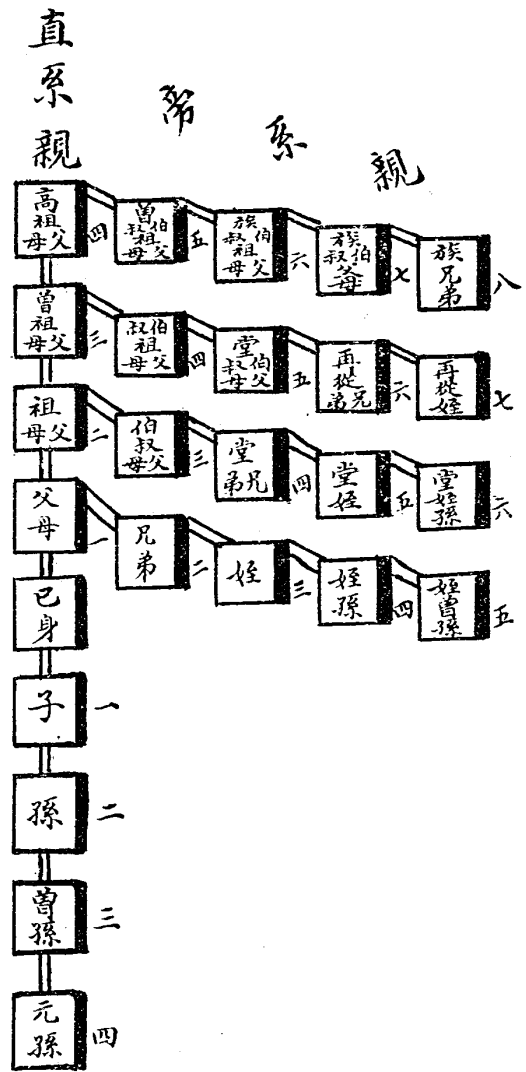 直系親
旁系親
高祖父母 四
曾伯叔祖父母 五
族伯叔祖父母 六
族伯叔父母 七
族兄弟 八
曾祖父母 三
伯叔祖父母 四
堂伯叔父母 五
再從兄弟 六
再從姪 七
祖父母 二
伯叔父母 三
堂兄弟 四
堂姪 五
堂姪孫 六
父母 一
兄弟 二
姪 三
姪孫 四
姪曾孫 五
己身
子 一
孫 二
曾孫 三
元孫 四